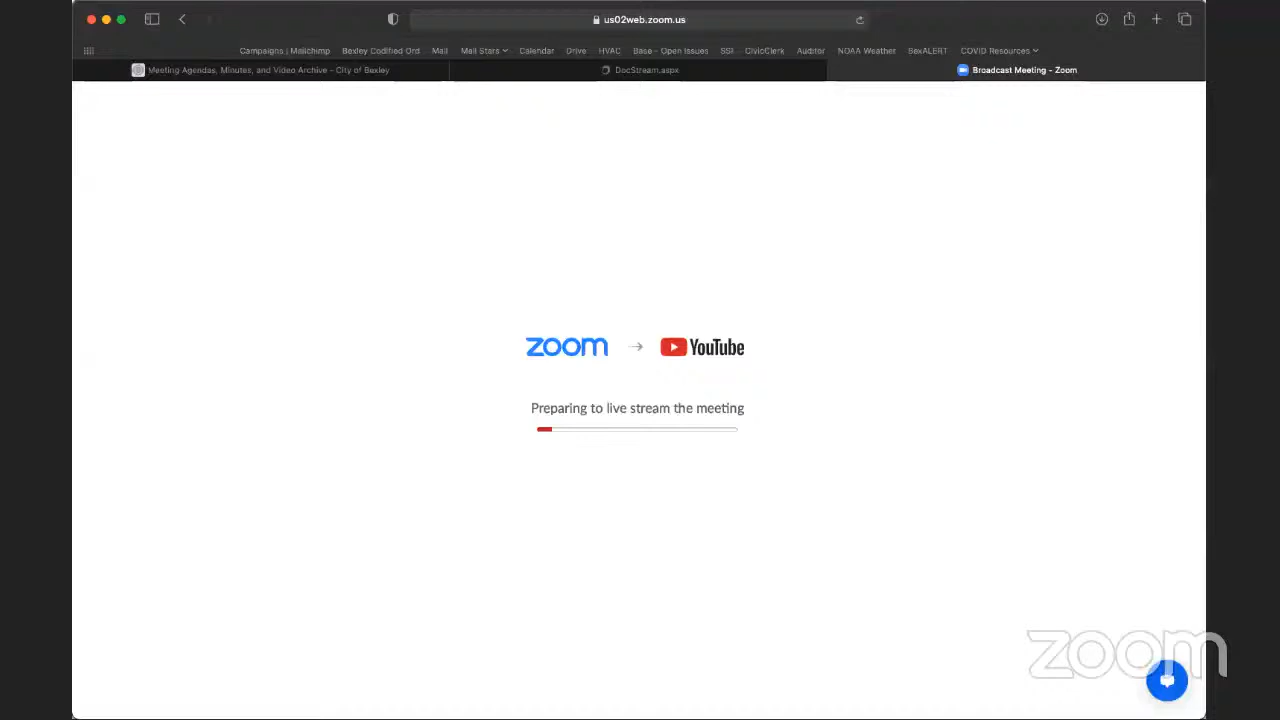 us02web.zoom.us
Campaigns | Mailchimp Bexley Codified Ord Mail Mail Stars Calendar Drive HVAC Base - Open Issues SSI CivicClerk Auditor NOAA Weather BexALERT COVID Resources
Meeting Agendas, Minutes, and Video Archive - City of Bexley DocStream.aspx Broadcast Meeting - Zoom
zoom → YouTube
Preparing to live stream the meeting
zoom